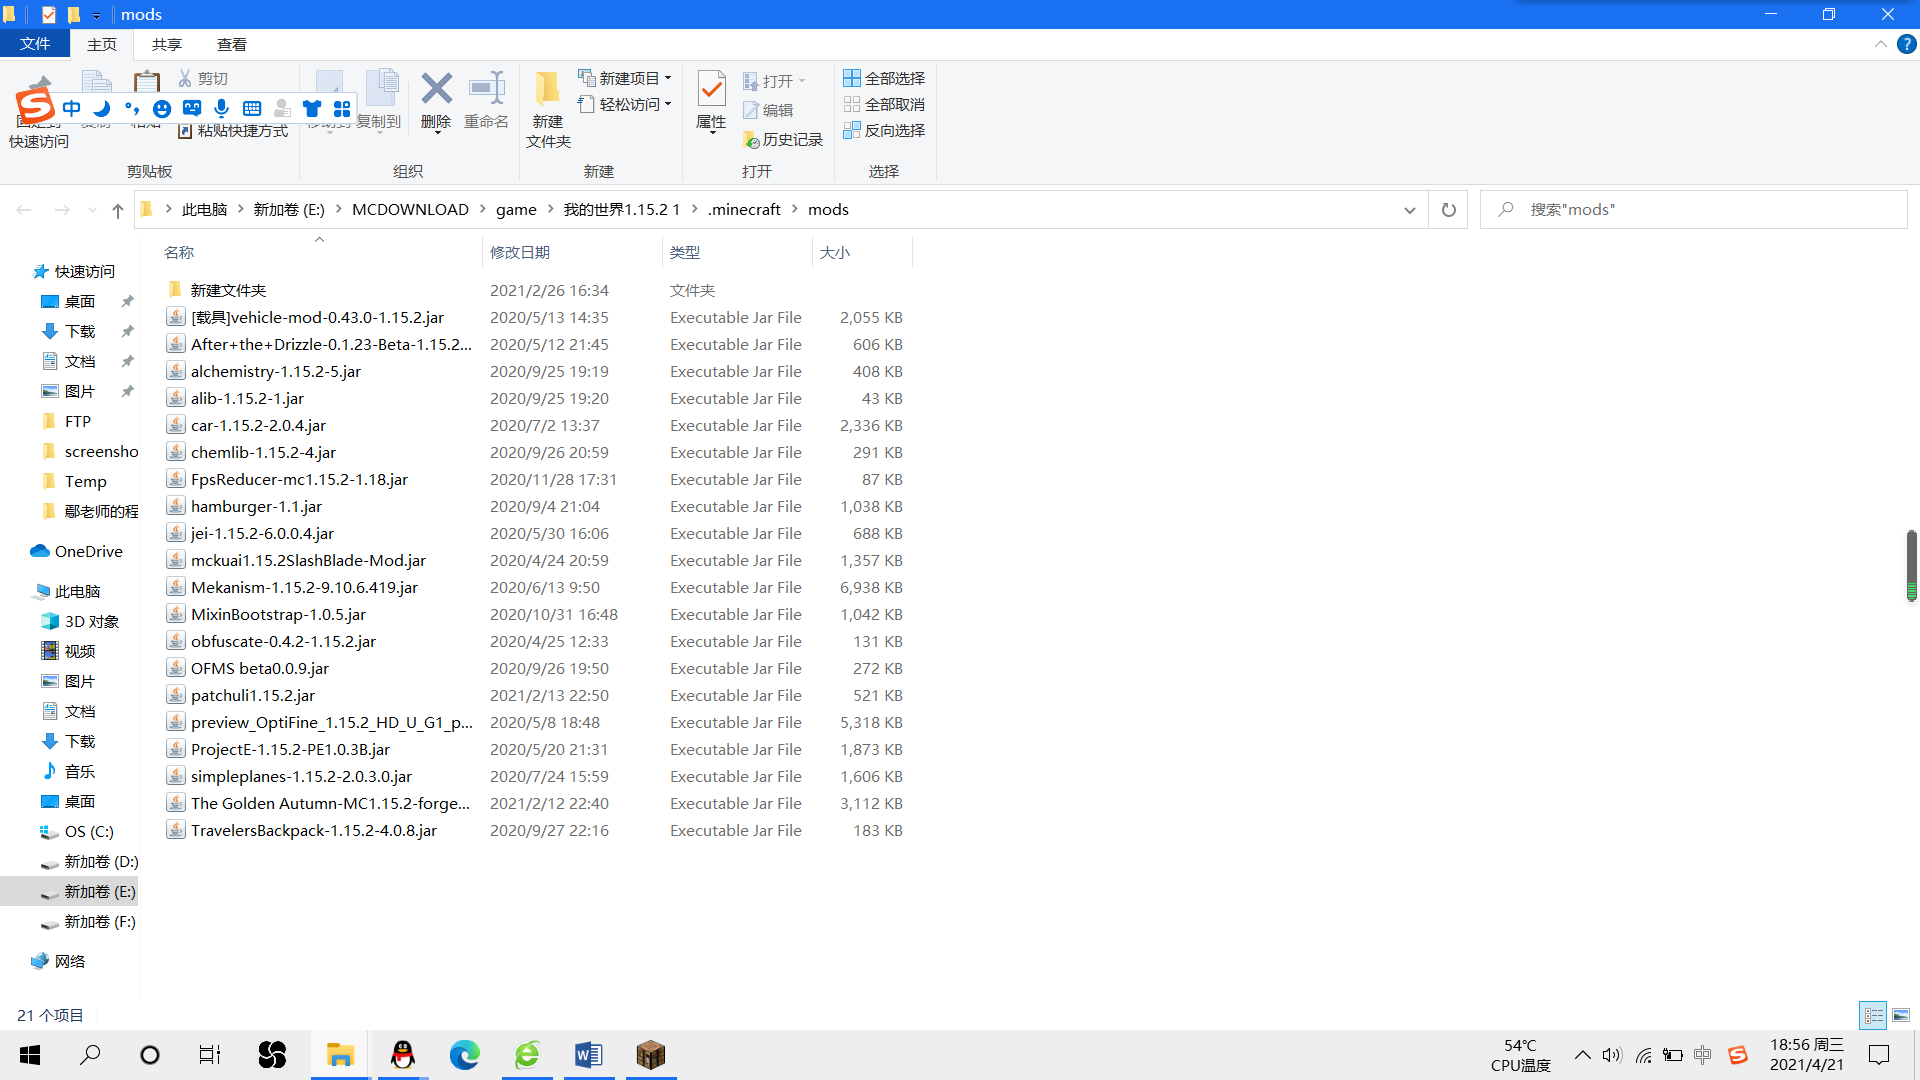 mods
文件 主页 共享 查看
剪切
粘贴快捷方式
快速访问
复制到
删除
重命名
新建
文件夹
新建项目
轻松访问
属性
打开
编辑
历史记录
全部选择
全部取消
反向选择
剪贴板 组织 新建 打开 选择
中
此电脑 新加卷 (E:) MCDOWNLOAD game 我的世界1.15.2 1 .minecraft mods
搜索"mods"
名称 修改日期 类型 大小
快速访问
桌面
下载
文档
图片
FTP
screensho
Temp
鄢老师的程
OneDrive
此电脑
3D 对象
视频
图片
文档
下载
音乐
桌面
OS (C:)
新加卷 (D:)
新加卷 (E:)
新加卷 (F:)
网络
新建文件夹 2021/2/26 16:34 文件夹
[载具]vehicle-mod-0.43.0-1.15.2.jar 2020/5/13 14:35 Executable Jar File 2,055 KB
After+the+Drizzle-0.1.23-Beta-1.15.2... 2020/5/12 21:45 Executable Jar File 606 KB
alchemistry-1.15.2-5.jar 2020/9/25 19:19 Executable Jar File 408 KB
alib-1.15.2-1.jar 2020/9/25 19:20 Executable Jar File 43 KB
car-1.15.2-2.0.4.jar 2020/7/2 13:37 Executable Jar File 2,336 KB
chemlib-1.15.2-4.jar 2020/9/26 20:59 Executable Jar File 291 KB
FpsReducer-mc1.15.2-1.18.jar 2020/11/28 17:31 Executable Jar File 87 KB
hamburger-1.1.jar 2020/9/4 21:04 Executable Jar File 1,038 KB
jei-1.15.2-6.0.0.4.jar 2020/5/30 16:06 Executable Jar File 688 KB
mckuai1.15.2SlashBlade-Mod.jar 2020/4/24 20:59 Executable Jar File 1,357 KB
Mekanism-1.15.2-9.10.6.419.jar 2020/6/13 9:50 Executable Jar File 6,938 KB
MixinBootstrap-1.0.5.jar 2020/10/31 16:48 Executable Jar File 1,042 KB
obfuscate-0.4.2-1.15.2.jar 2020/4/25 12:33 Executable Jar File 131 KB
OFMS beta0.0.9.jar 2020/9/26 19:50 Executable Jar File 272 KB
patchuli1.15.2.jar 2021/2/13 22:50 Executable Jar File 521 KB
preview_OptiFine_1.15.2_HD_U_G1_p... 2020/5/8 18:48 Executable Jar File 5,318 KB
ProjectE-1.15.2-PE1.0.3B.jar 2020/5/20 21:31 Executable Jar File 1,873 KB
simpleplanes-1.15.2-2.0.3.0.jar 2020/7/24 15:59 Executable Jar File 1,606 KB
The Golden Autumn-MC1.15.2-forge... 2021/2/12 22:40 Executable Jar File 3,112 KB
TravelersBackpack-1.15.2-4.0.8.jar 2020/9/27 22:16 Executable Jar File 183 KB
21 个项目
54℃
CPU温度
中
18:56 周三
2021/4/21